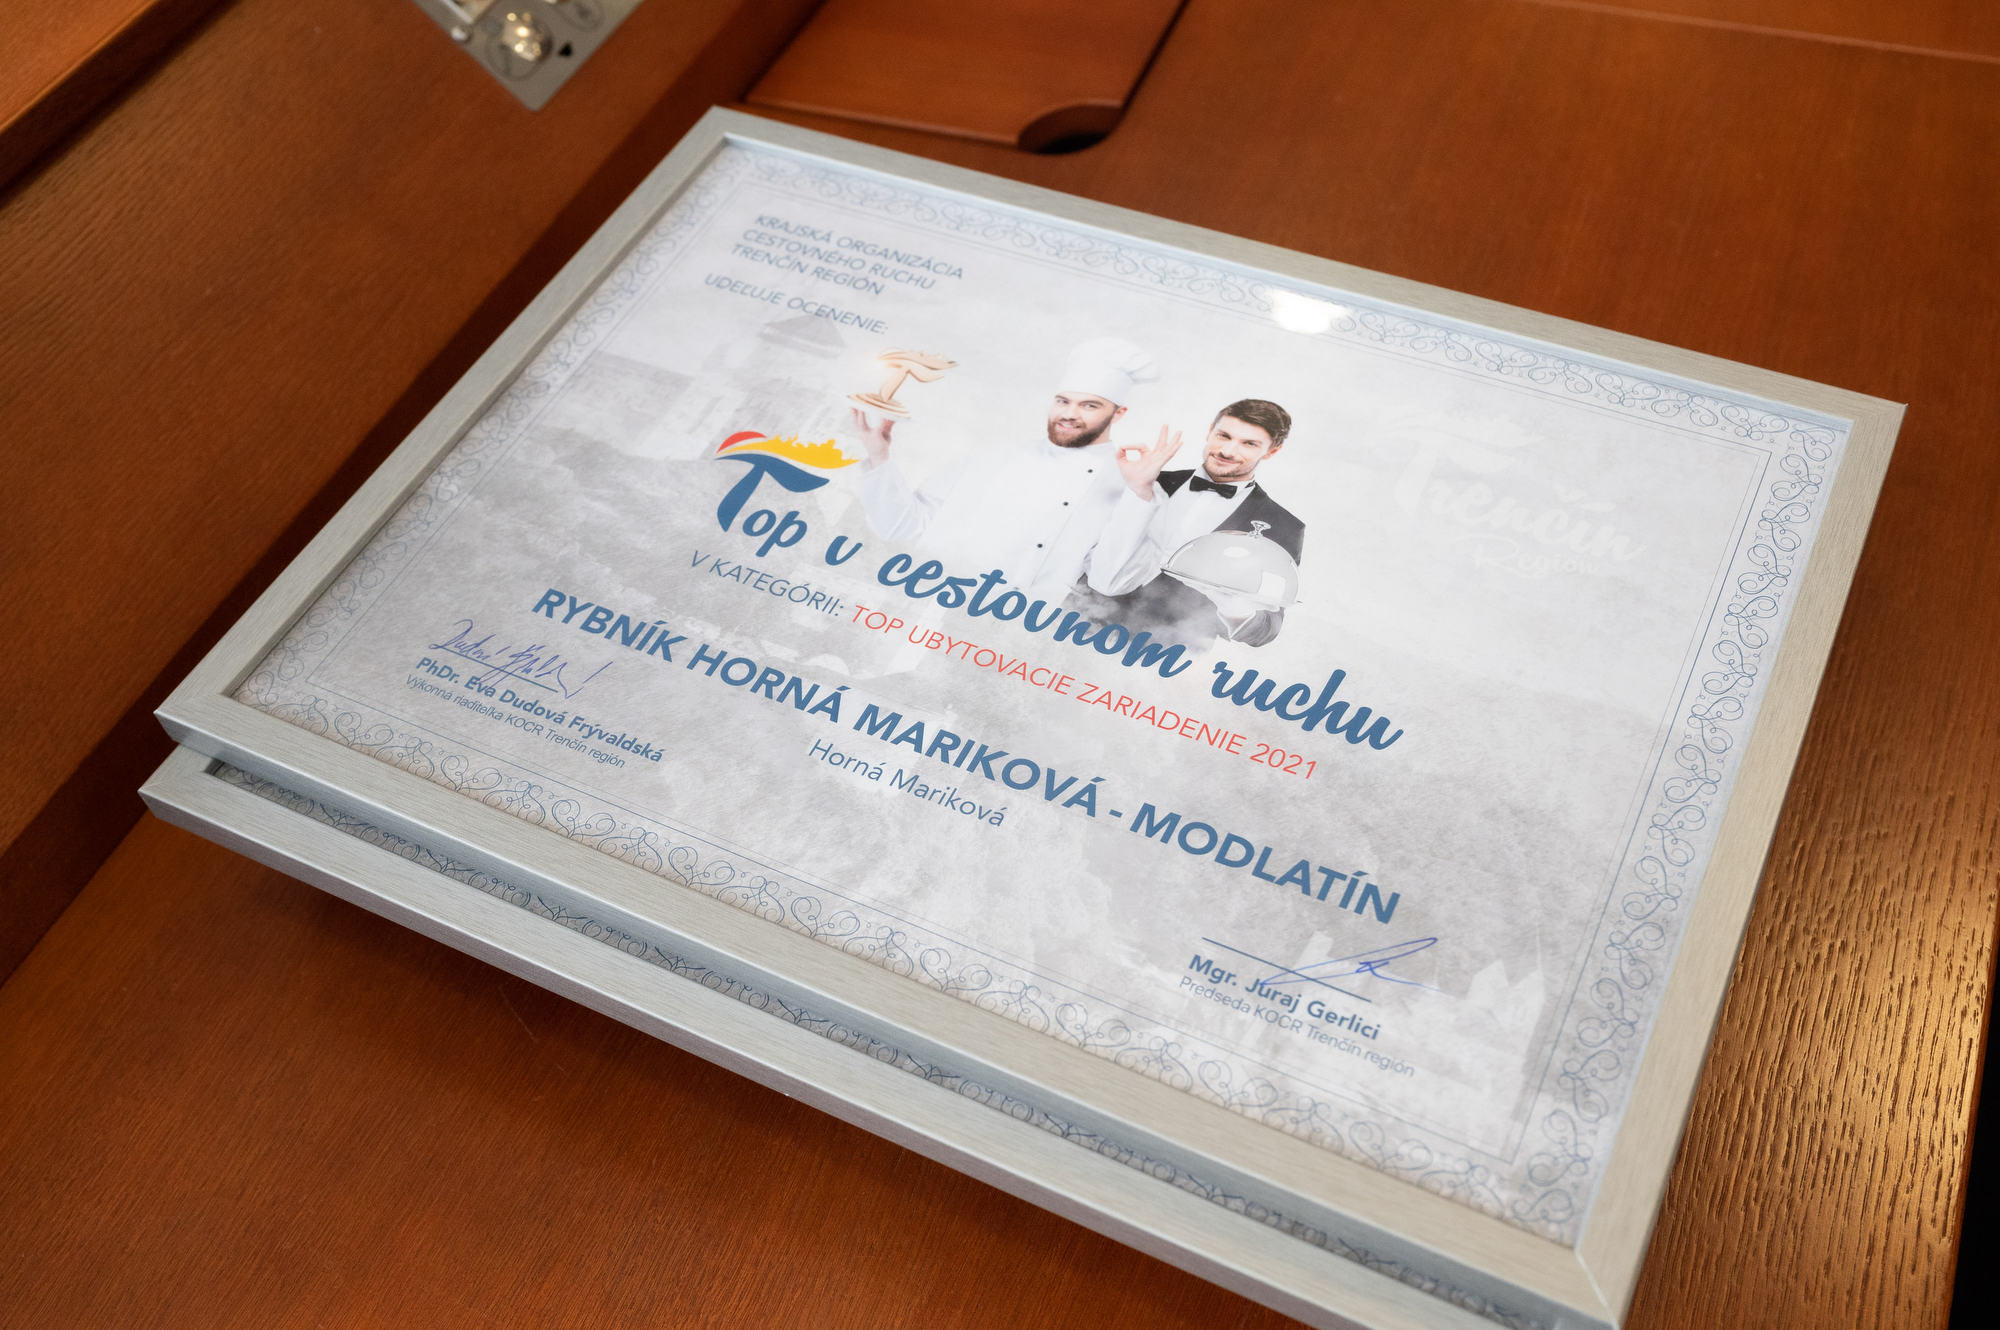 KRAJSKÁ ORGANIZÁCIA
CESTOVNÉHO RUCHU
TRENČÍN REGIÓN
UDEĽUJE OCENENIE:
Trenčín
Región
Top v cestovnom ruchu
V KATEGÓRII: TOP UBYTOVACIE ZARIADENIE 2021
RYBNÍK HORNÁ MARIKOVÁ - MODLATÍN
Horná Mariková
PhDr. Eva Dudová Frývaldská
Výkonná riaditeľka KOCR Trenčín región
Mgr. Juraj Gerlici
Predseda KOCR Trenčín región